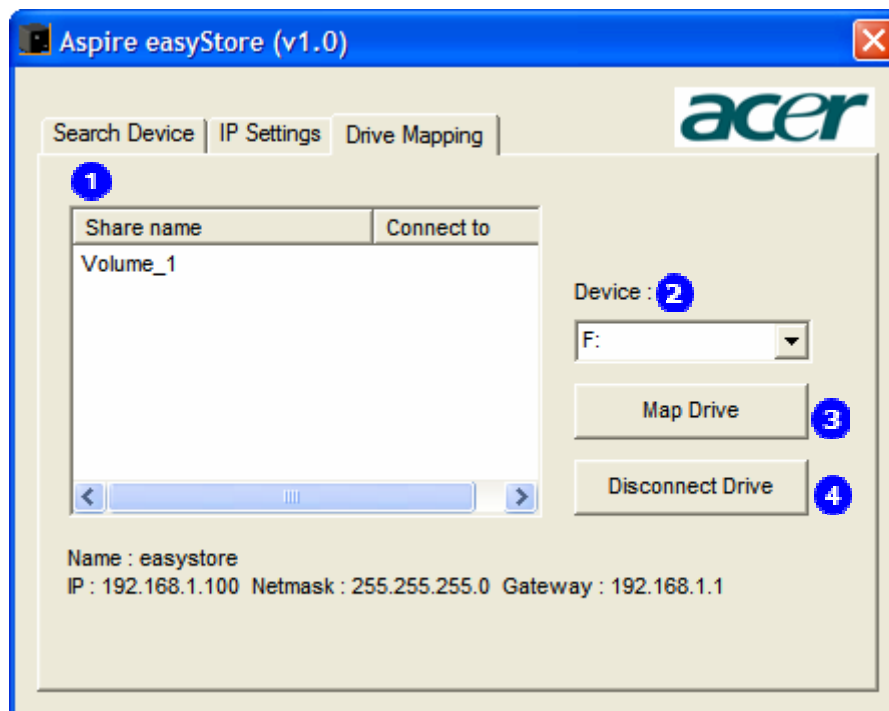 Aspire easyStore (v1.0)
acer
Search Device IP Settings Drive Mapping
1
Share name Connect to
Volume_1
Device : 2
F:
Map Drive 3
Disconnect Drive 4
Name : easystore
IP : 192.168.1.100 Netmask : 255.255.255.0 Gateway : 192.168.1.1